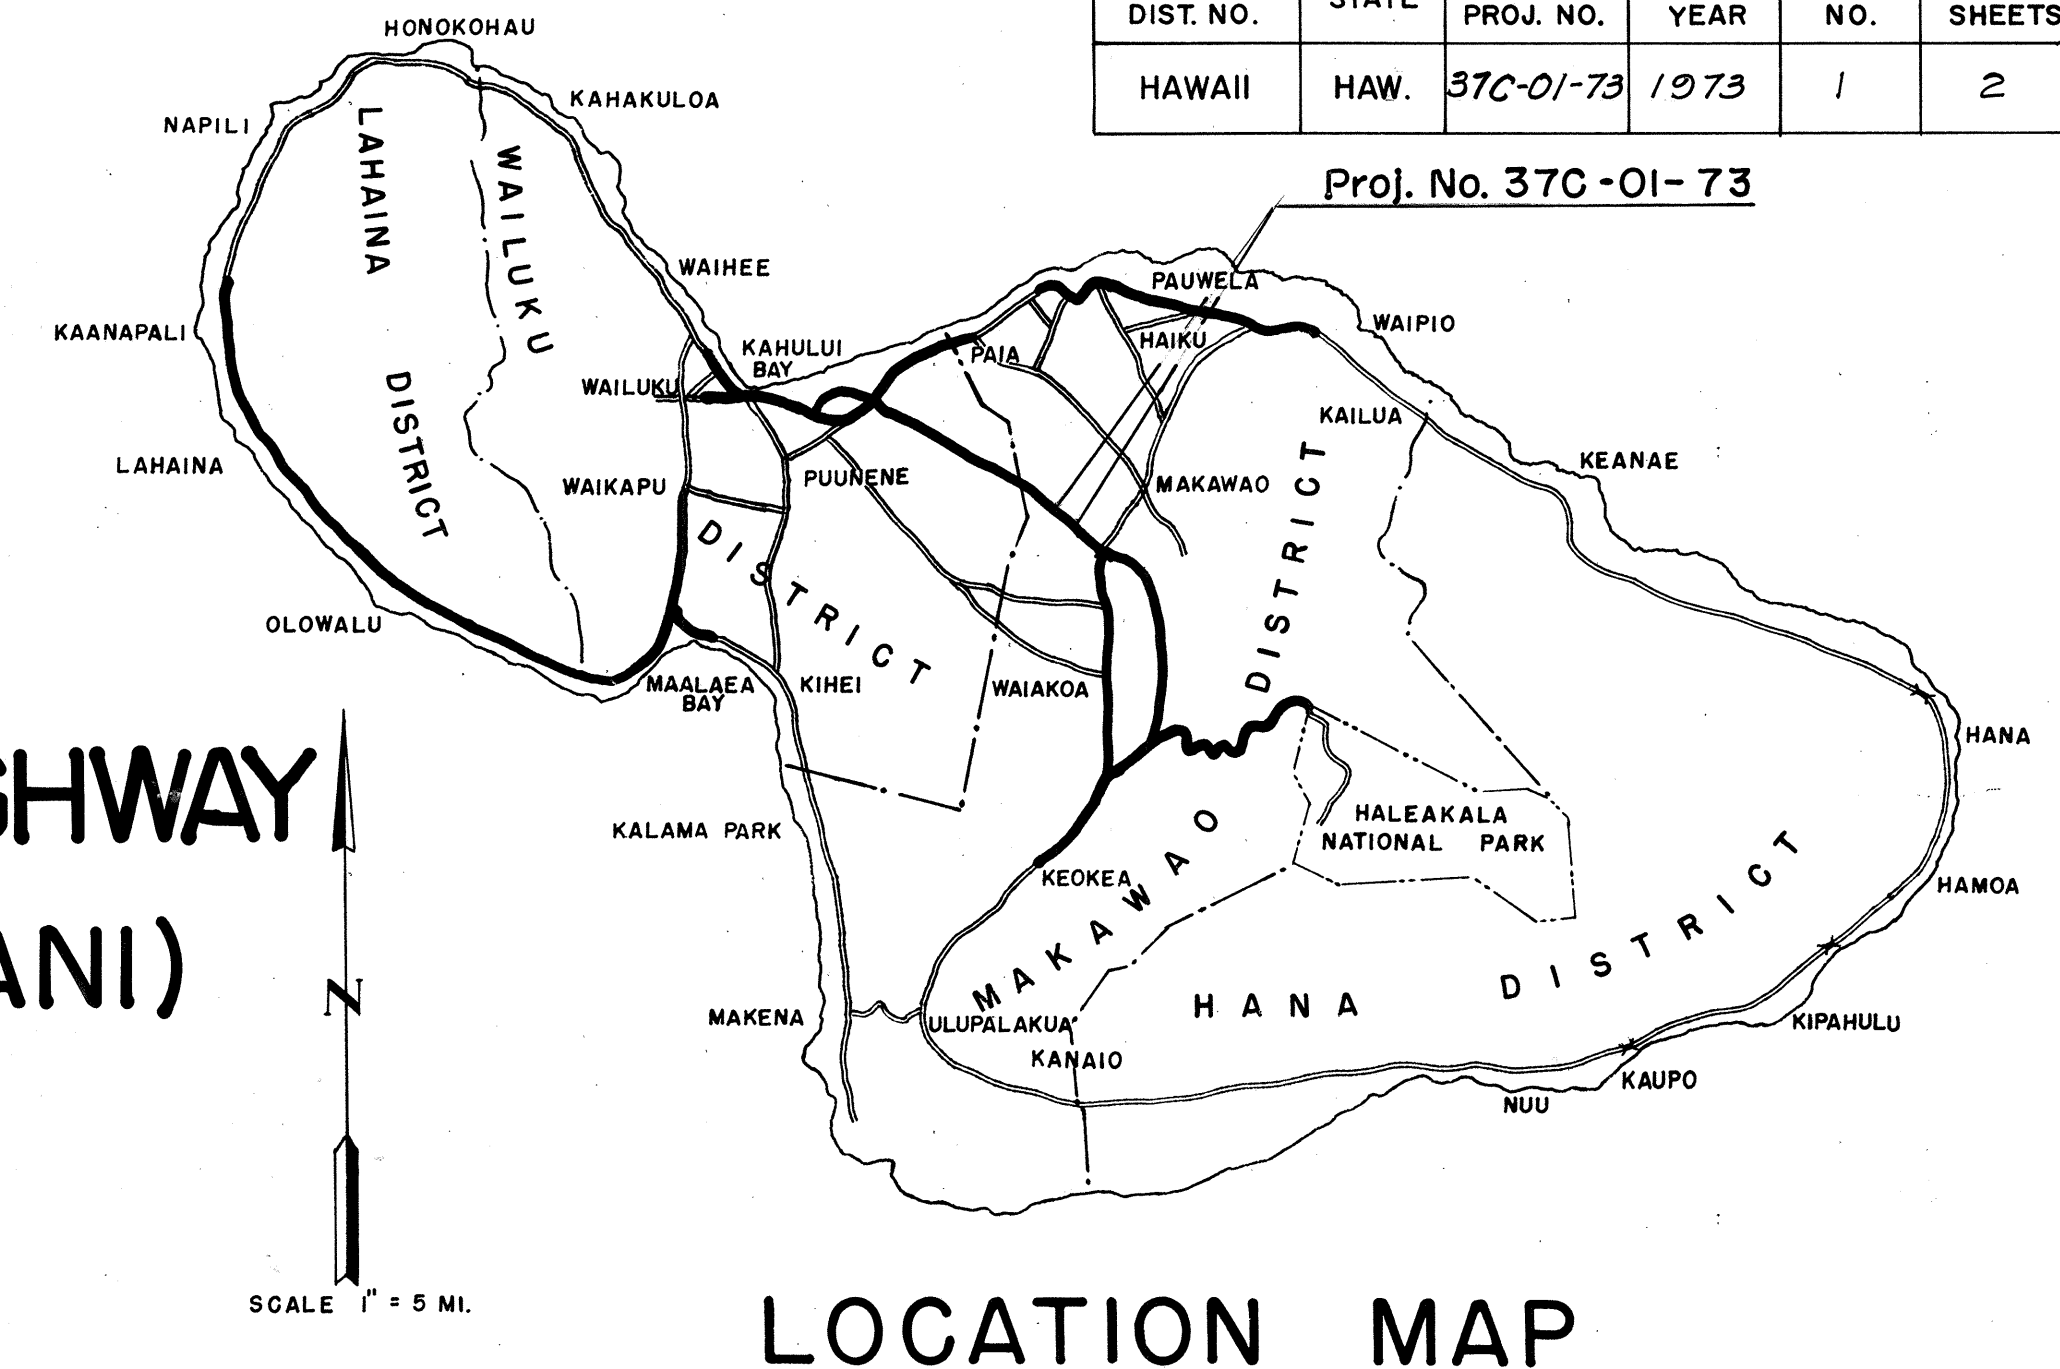 DIST. NO. STATE PROJ. NO. YEAR NO. SHEETS
HAWAII HAW. 37C-01-73 1973 1 2
Proj. No. 37C-01-73
HONOKOHAU
KAHAKULOA
NAPILI
LAHAINA
DISTRICT
WAILUKU
DISTRICT
WAIHEE
PAUWELA
KAANAPALI
WAIPIO
KAHULUI
BAY
PAIA
HAIKU
WAILUKU
KAILUA
LAHAINA
KEANAE
WAIKAPU
PUUNENE
MAKAWAO
OLOWALU
MAALAEA
BAY
KIHEI
WAIAKOA
HANA
KALAMA PARK
HALEAKALA
NATIONAL PARK
KEOKEA
HAMOA
MAKAWAO
DISTRICT
HANA
DISTRICT
MAKENA
ULUPALAKUA
KANAIO
KIPAHULU
KAUPO
NUU
GHWAY
ANI)
N
SCALE 1" = 5 MI.
LOCATION MAP